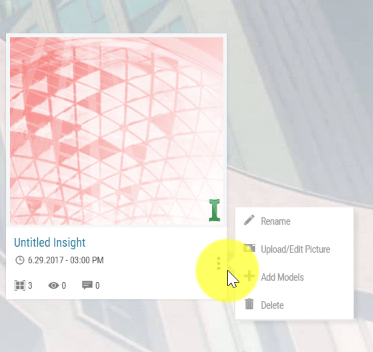 Untitled Insight
6.29.2017 - 03:00 PM
3 0 0
Rename
Upload/Edit Picture
Add Models
Delete